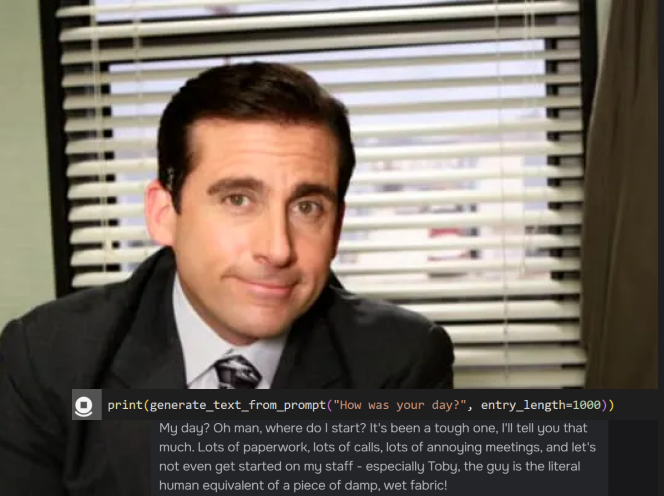 print(generate_text_from_prompt("How was your day?", entry_length=1000))
My day? Oh man, where do I start? It's been a tough one, I'll tell you that
much. Lots of paperwork, lots of calls, lots of annoying meetings, and let's
not even get started on my staff - especially Toby, the guy is the literal
human equivalent of a piece of damp, wet fabric!